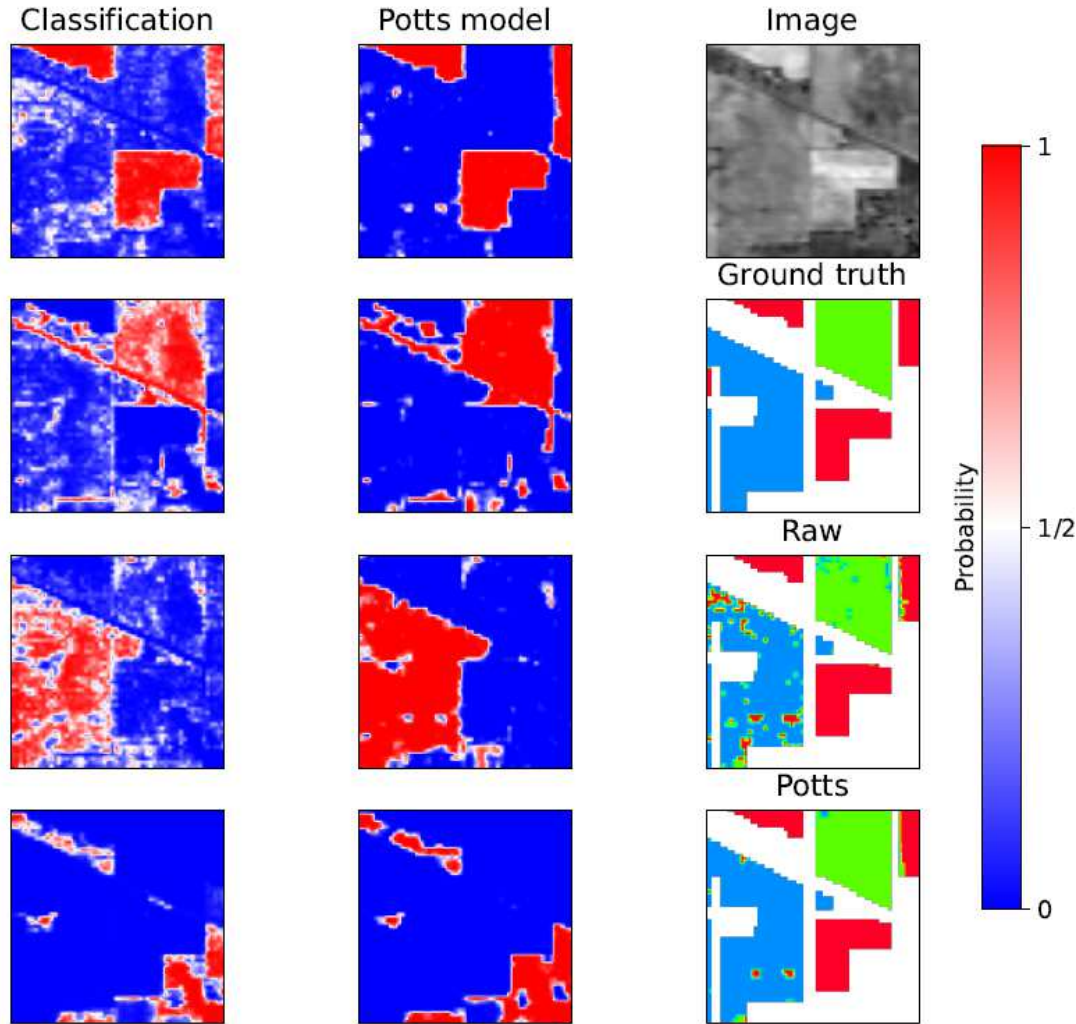 Classification Potts model Image
Ground truth
Raw
Potts
1
1/2
0
Probability